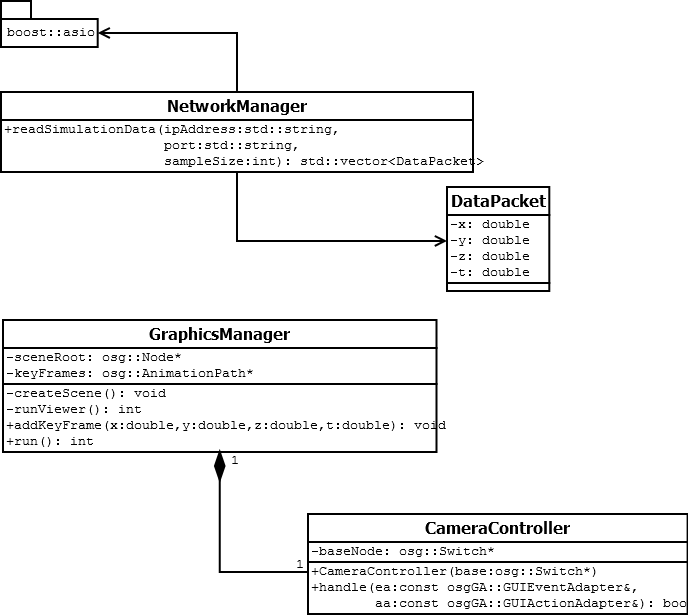 boost::asio
NetworkManager
+readSimulationData(ipAddress:std::string,
port:std::string,
sampleSize:int): std::vector<DataPacket>
DataPacket
-x: double
-y: double
-z: double
-t: double
GraphicsManager
-sceneRoot: osg::Node*
-keyFrames: osg::AnimationPath*
-createScene(): void
-runViewer(): int
+addKeyFrame(x:double,y:double,z:double,t:double): void
+run(): int
1
1
CameraController
-baseNode: osg::Switch*
+CameraController(base:osg::Switch*)
+handle(ea:const osgGA::GUIEventAdapter&,
aa:const osgGA::GUIActionAdapter&): boo